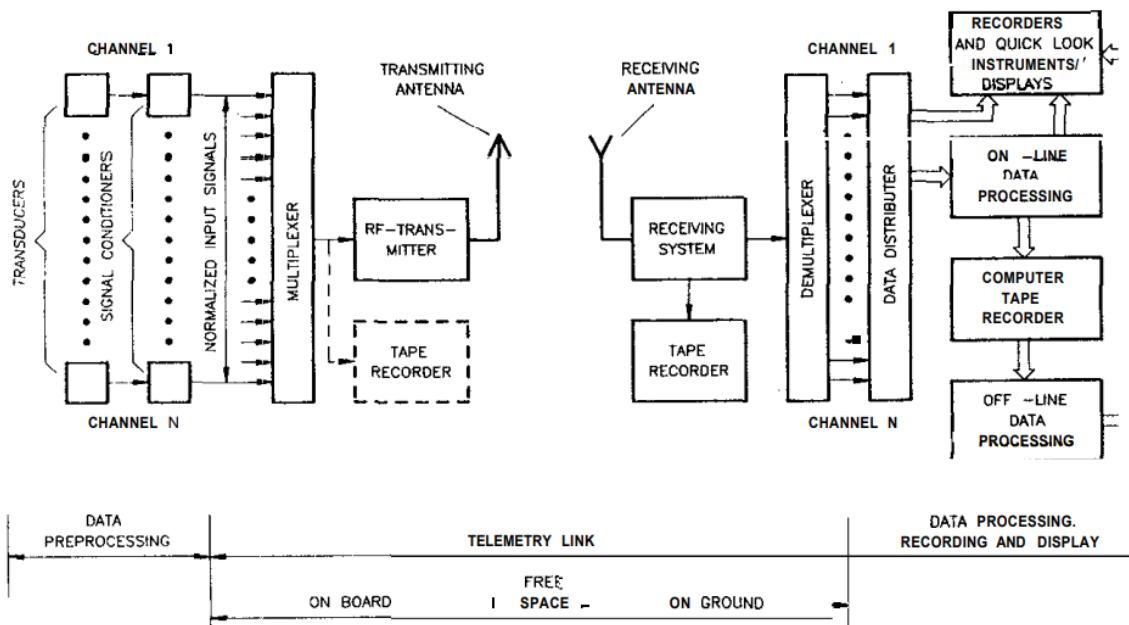 CHANNEL 1
TRANSDUCERS
SIGNAL CONDITIONERS
NORMALIZED INPUT SIGNALS
MULTIPLEXER
CHANNEL N
TRANSMITTING
ANTENNA
RF-TRANS-
MITTER
TAPE
RECORDER
RECEIVING
ANTENNA
RECEIVING
SYSTEM
TAPE
RECORDER
CHANNEL 1
DEMULTIPLEXER
DATA DISTRIBUTER
CHANNEL N
RECORDERS
AND QUICK LOOK
INSTRUMENTS/'
DISPLAYS
ON -LINE
DATA
PROCESSING
COMPUTER
TAPE
RECORDER
OFF -LINE
DATA
PROCESSING
DATA
PREPROCESSING
TELEMETRY LINK
DATA PROCESSING.
RECORDING AND DISPLAY
FREE
ON BOARD
SPACE
ON GROUND